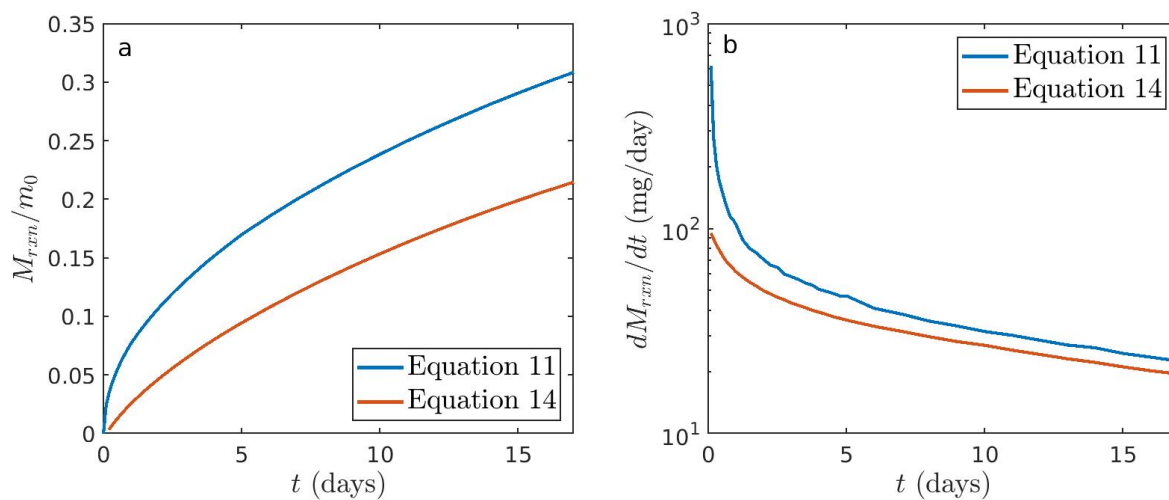 a
0.35
0.3
0.25
0.2
0.15
0.1
0.05
0
M_{rxn}/m_0
0 5 10 15
t (days)
Equation 11
Equation 14
b
10^3
10^2
10^1
dM_{rxn}/dt (mg/day)
0 5 10 15
t (days)
Equation 11
Equation 14